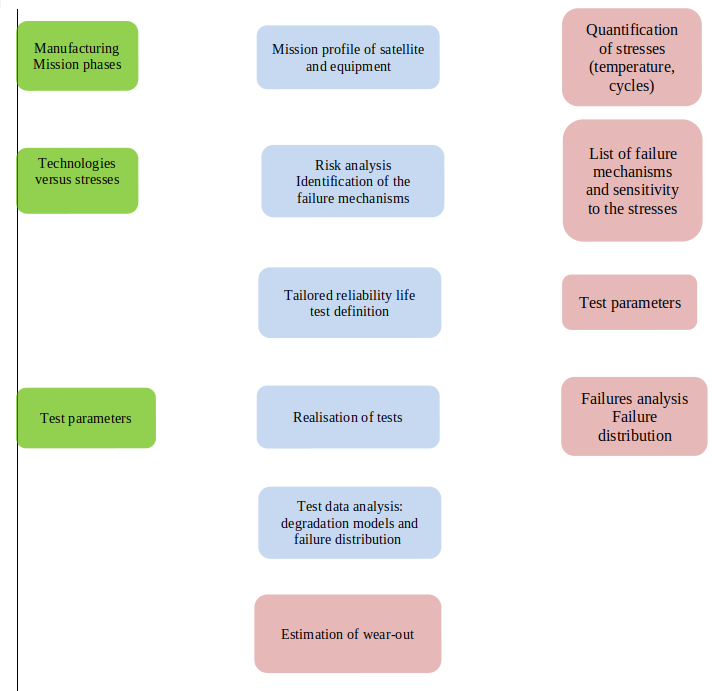 Manufacturing
Mission phases
Mission profile of satellite
and equipment
Quantification
of stresses
(temperature,
cycles)
Technologies
versus stresses
Risk analysis
Identification of the
failure mechanisms
List of failure
mechanisms
and sensitivity
to the stresses
Tailored reliability life
test definition
Test parameters
Test parameters
Realisation of tests
Failures analysis
Failure
distribution
Test data analysis:
degradation models and
failure distribution
Estimation of wear-out